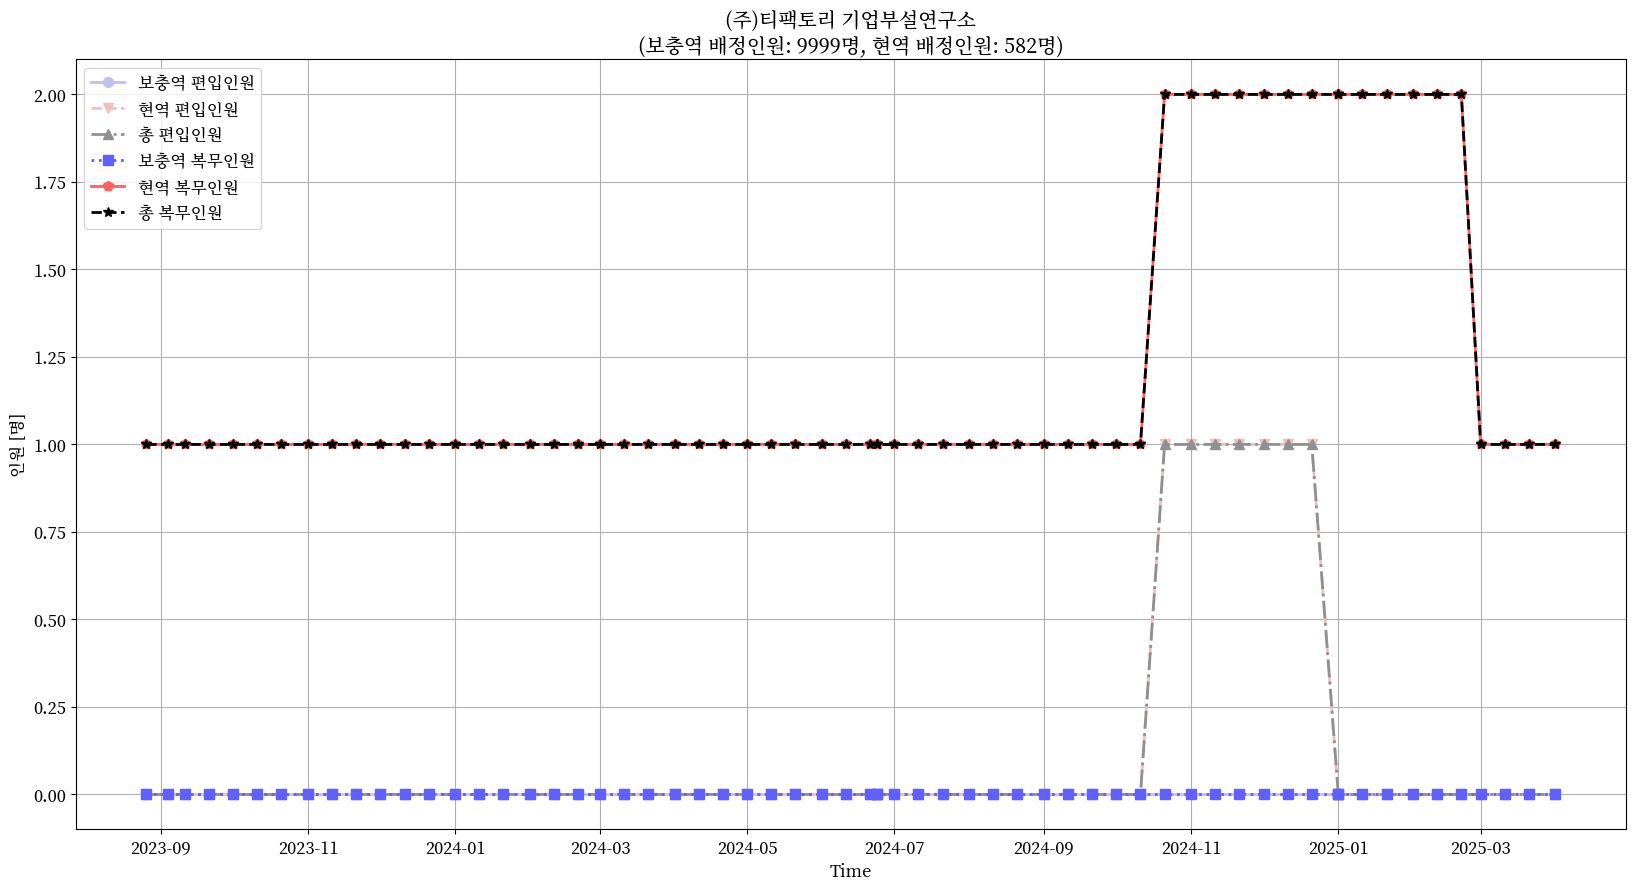 (주)티팩토리 기업부설연구소
(보충역 배정인원: 9999명, 현역 배정인원: 582명)
보충역 편입인원
현역 편입인원
총 편입인원
보충역 복무인원
현역 복무인원
총 복무인원
2.00
1.75
1.50
1.25
1.00
0.75
0.50
0.25
0.00
인원 [명]
2023-09
2023-11
2024-01
2024-03
2024-05
2024-07
2024-09
2024-11
2025-01
2025-03
Time